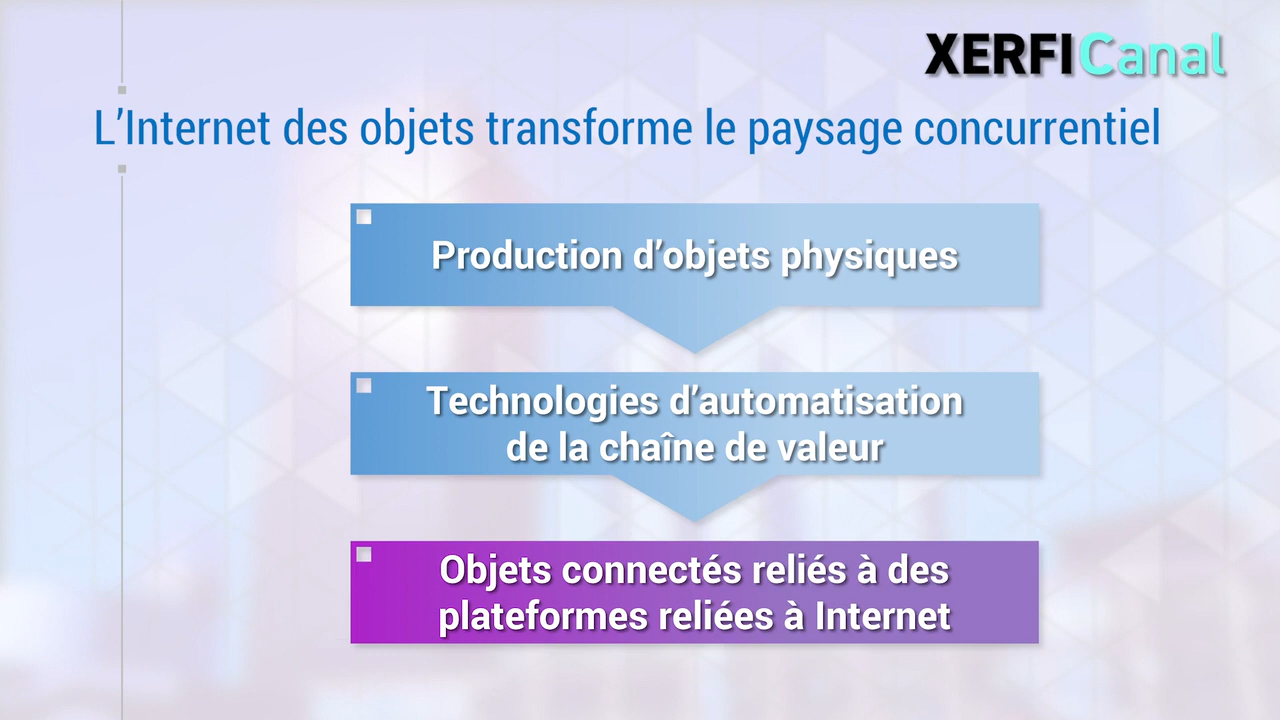 XERFICanal
L’Internet des objets transforme le paysage concurrentiel
Production d’objets physiques
Technologies d’automatisation
de la chaîne de valeur
Objets connectés reliés à des
plateformes reliées à Internet